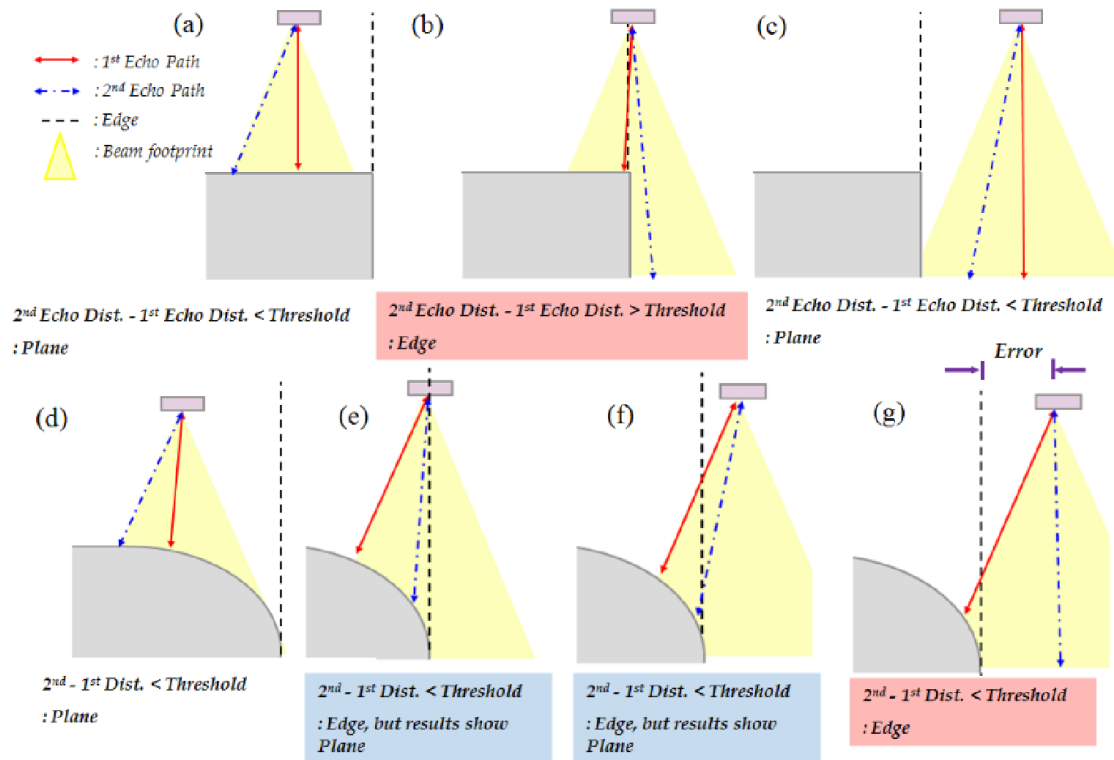 (a)
(b)
(c)
: 1st Echo Path
: 2nd Echo Path
: Edge
: Beam footprint
2nd Echo Dist. - 1st Echo Dist. < Threshold
: Plane
2nd Echo Dist. - 1st Echo Dist. > Threshold
: Edge
2nd Echo Dist. - 1st Echo Dist. < Threshold
: Plane
Error
(d)
(e)
(f)
(g)
2nd - 1st Dist. < Threshold
: Plane
2nd - 1st Dist. < Threshold
: Edge, but results show
Plane
2nd - 1st Dist. < Threshold
: Edge, but results show
Plane
2nd - 1st Dist. < Threshold
: Edge